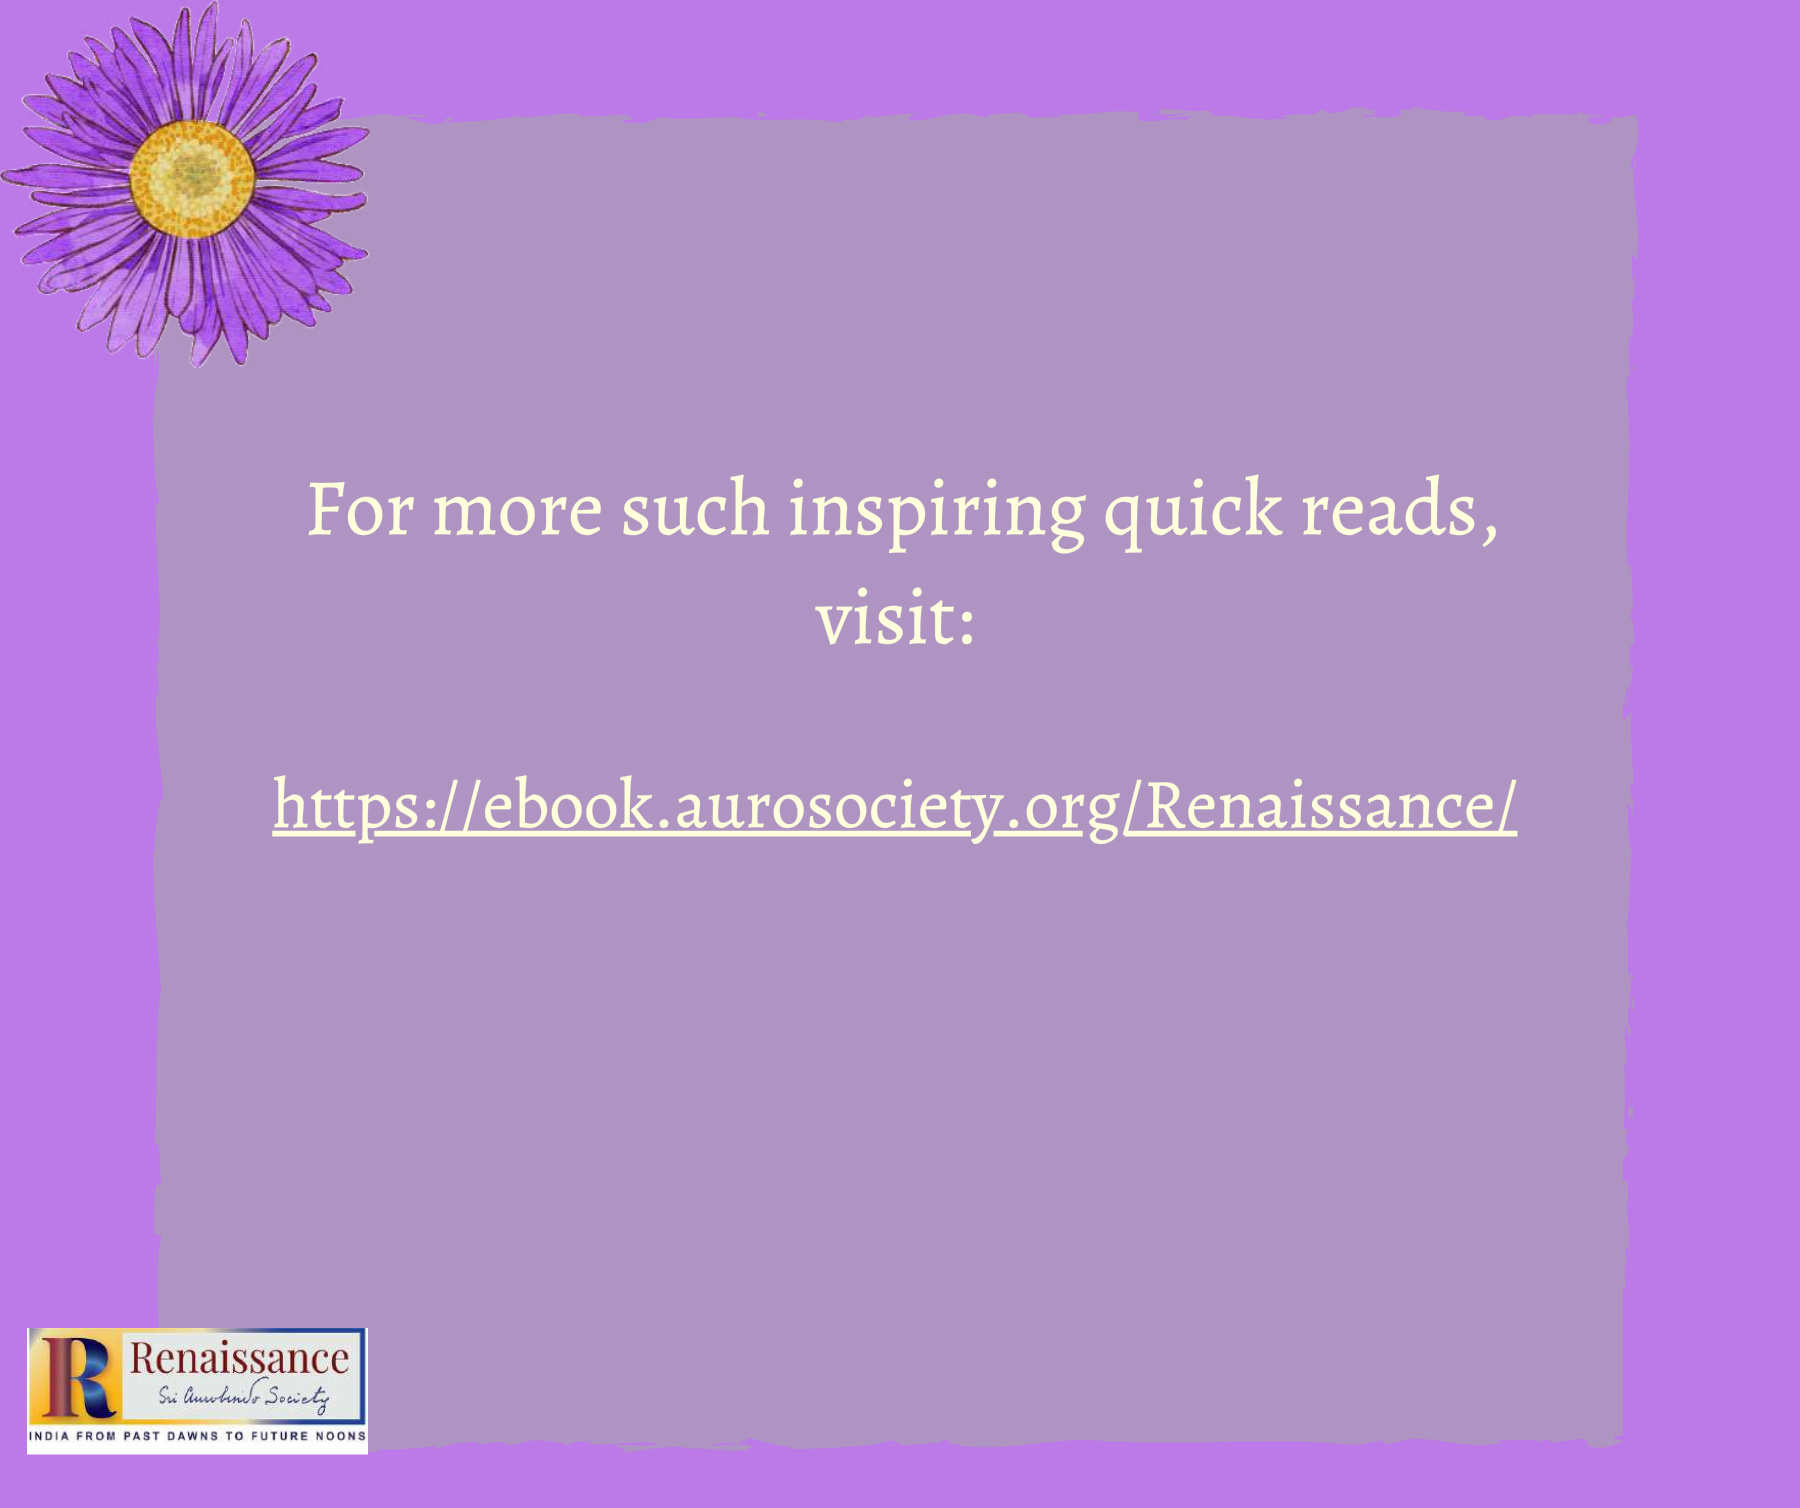 For more such inspiring quick reads,
visit:
https://ebook.aurosociety.org/Renaissance/
R Renaissance
Sri Aurobindo Society
INDIA FROM PAST DAWNS TO FUTURE NOONS